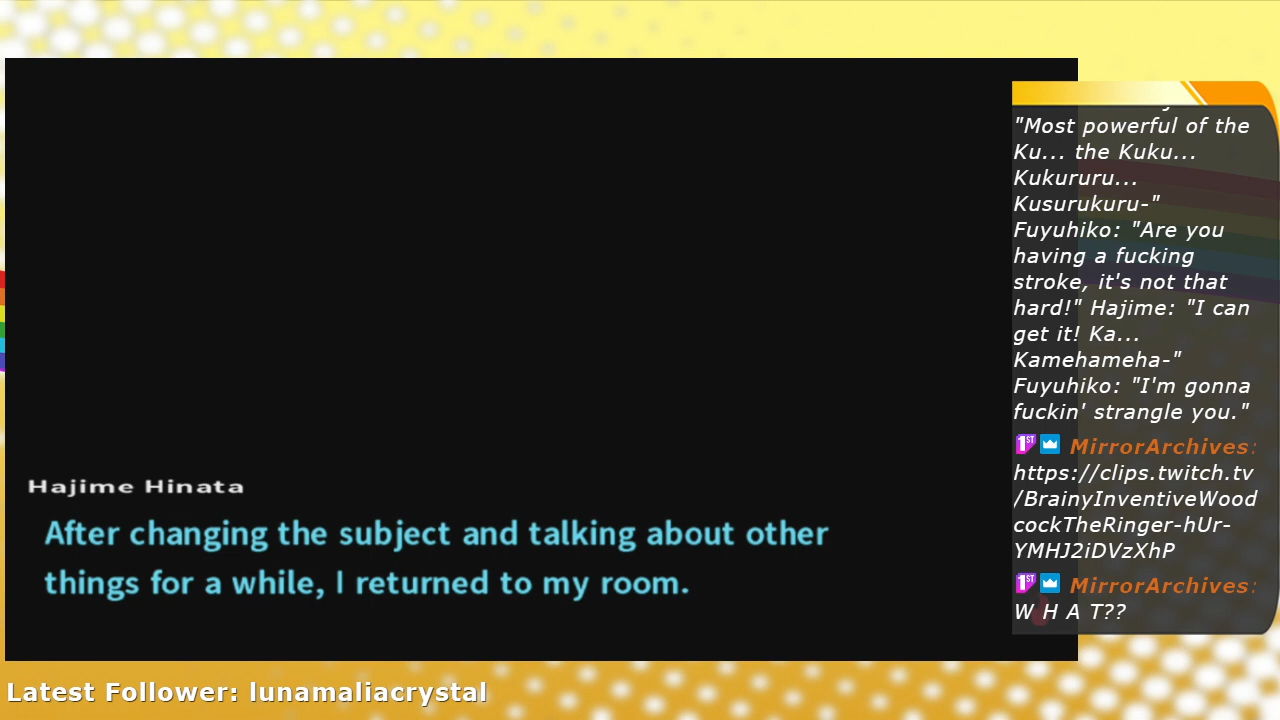 Hajime Hinata
After changing the subject and talking about other
things for a while, I returned to my room.
"Most powerful of the
Ku... the Kuku...
Kukururu...
Kusurukuru-"
Fuyuhiko: "Are you
having a fucking
stroke, it's not that
hard!" Hajime: "I can
get it! Ka...
Kamehameha-"
Fuyuhiko: "I'm gonna
fuckin' strangle you."
1ST MirrorArchives:
https://clips.twitch.tv
/BrainyInventiveWood
cockTheRinger-hUr-
YMHJ2iDVzXhP
1ST MirrorArchives:
W H A T??
Latest Follower: lunamaliacrystal